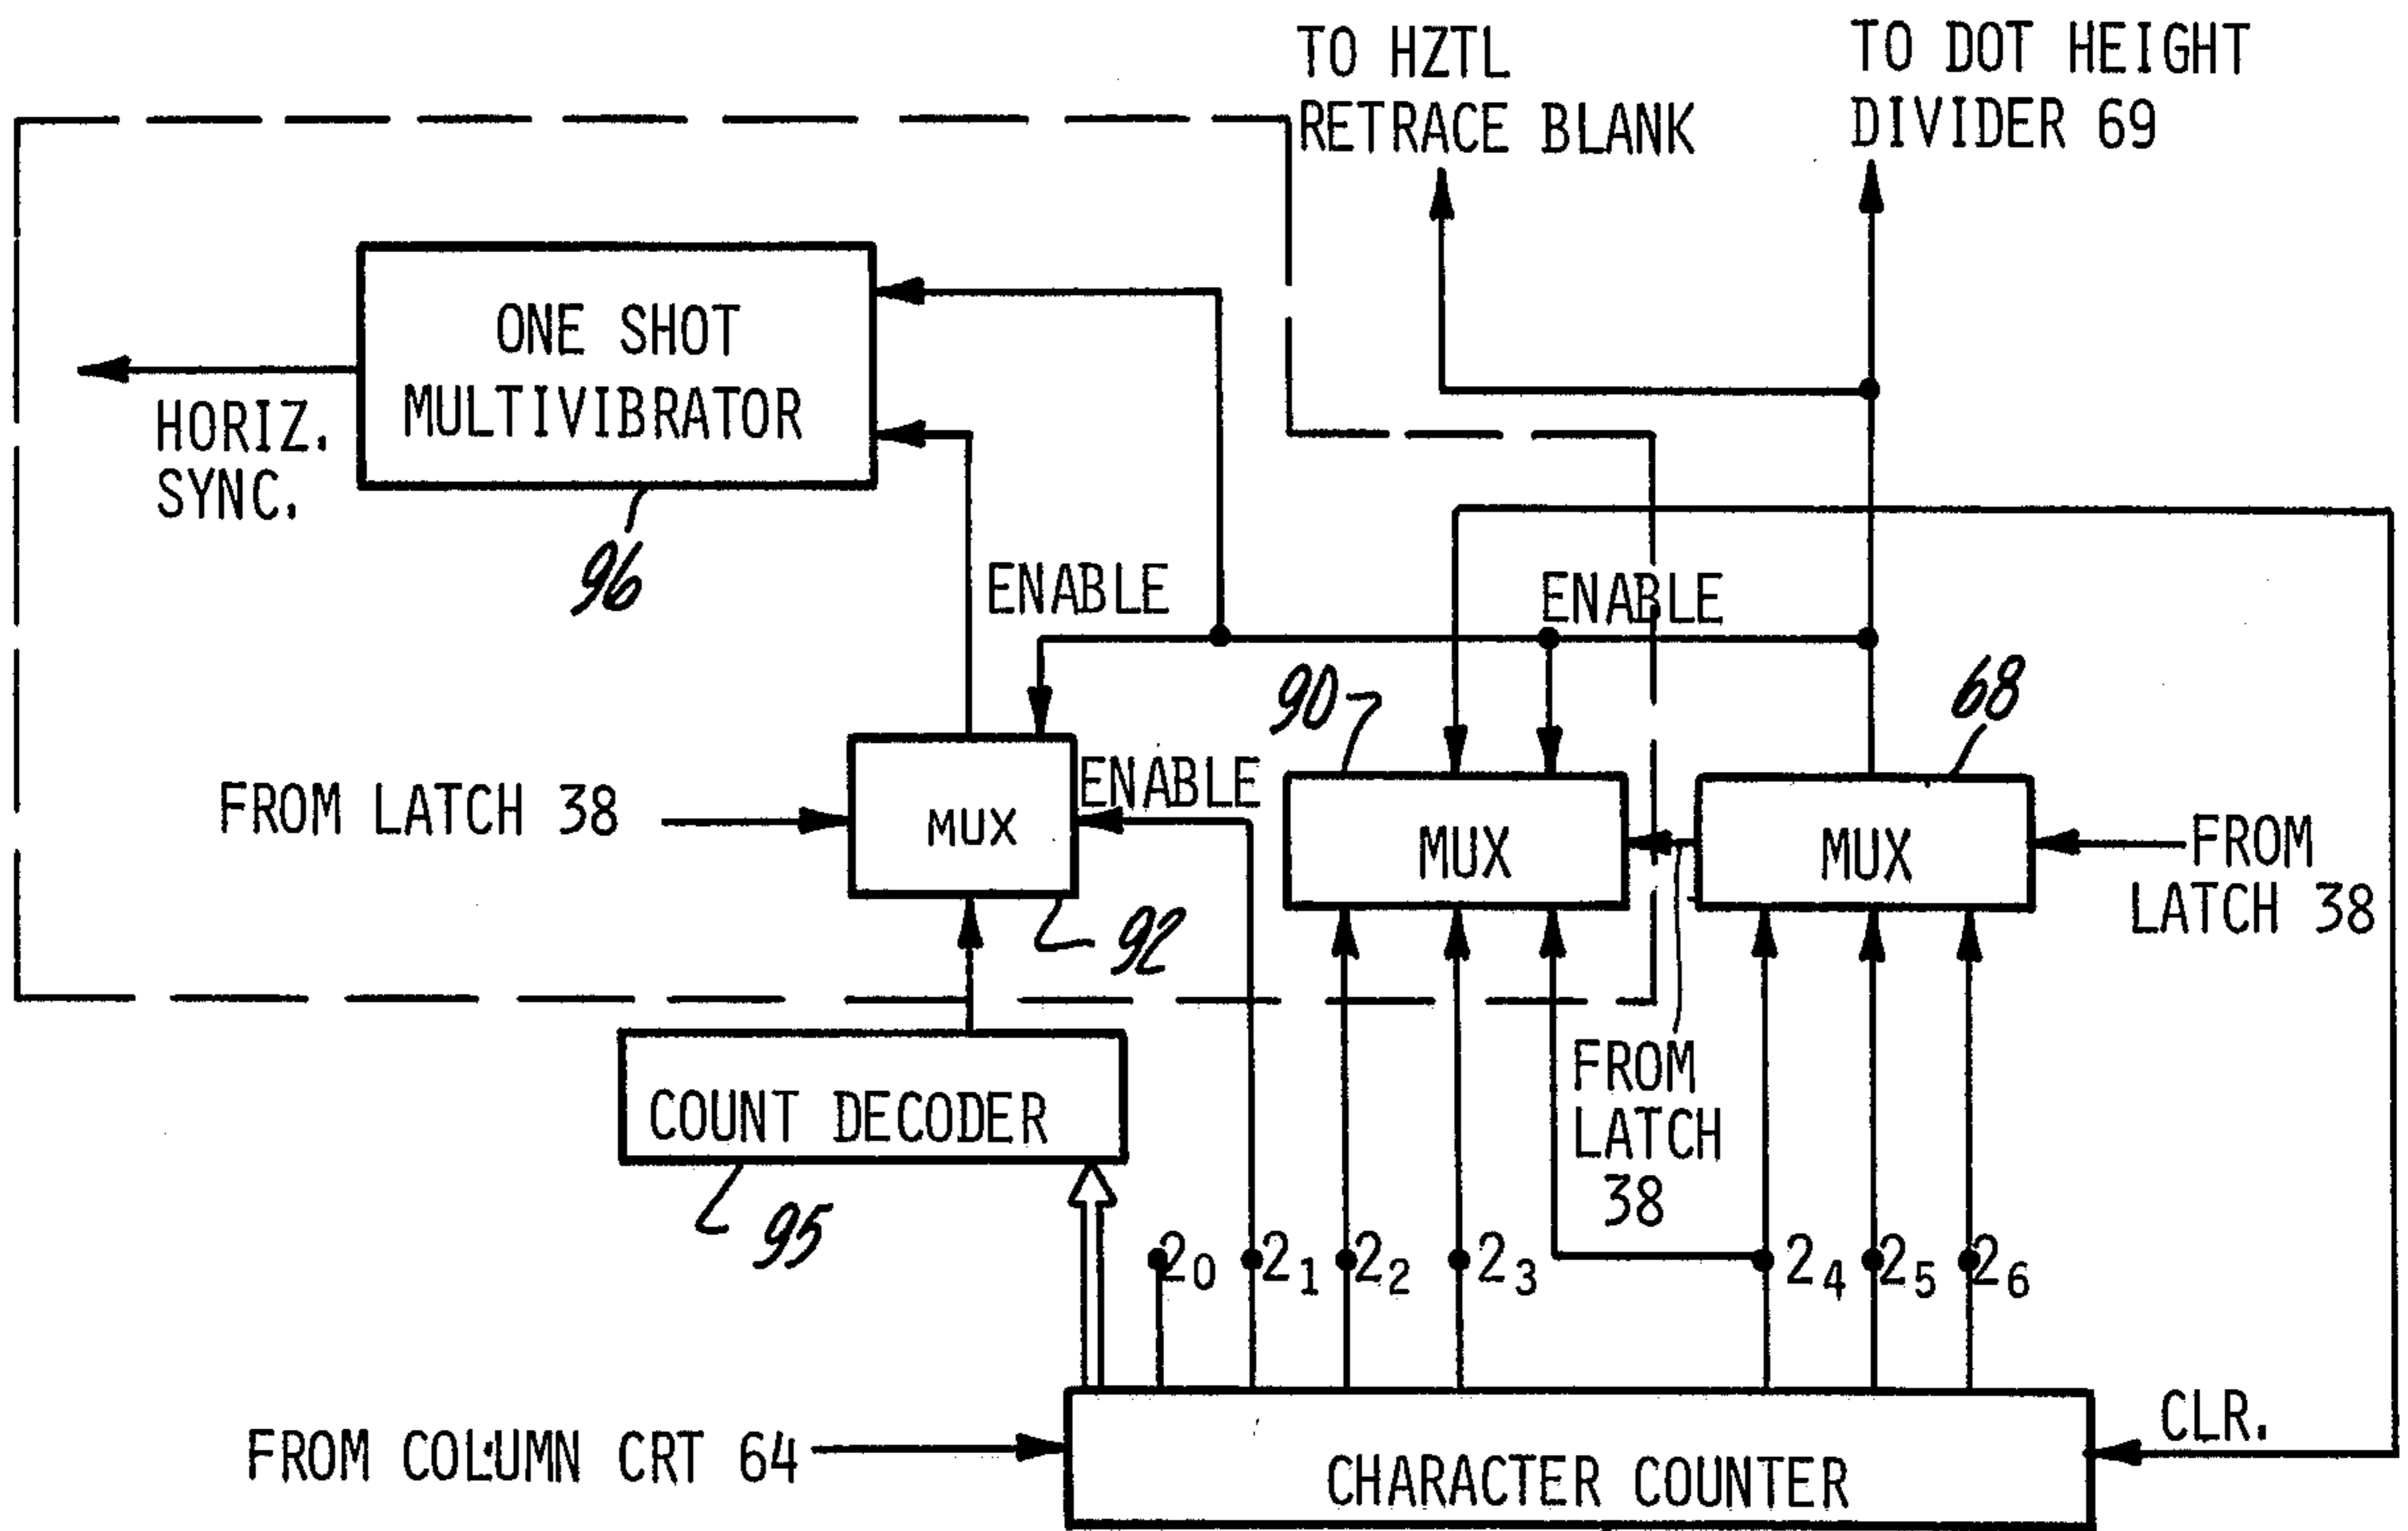 TO HZTL
RETRACE BLANK
TO DOT HEIGHT
DIVIDER 69
ONE SHOT
MULTIVIBRATOR
HORIZ.
SYNC.
96
ENABLE
ENABLE
90
68
FROM LATCH 38
MUX
ENABLE
MUX
MUX
FROM
LATCH 38
92
COUNT DECODER
95
FROM
LATCH
38
2₀ 2₁ 2₂ 2₃ 2₄ 2₅ 2₆
CLR.
FROM COLUMN CRT 64
CHARACTER COUNTER